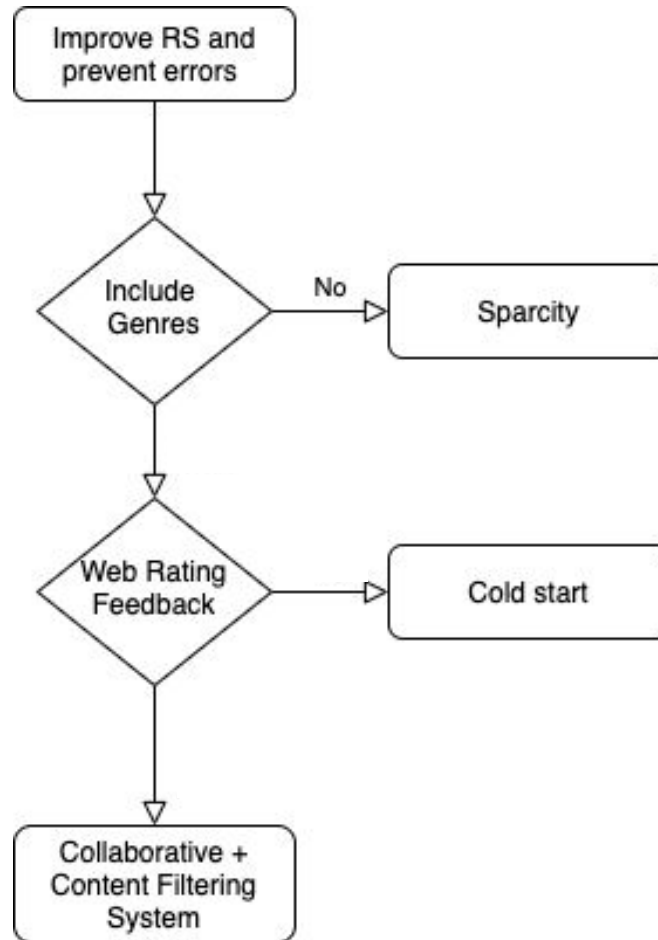 Improve RS and
prevent errors
Include
Genres
No
Sparcity
Web Rating
Feedback
Cold start
Collaborative +
Content Filtering
System